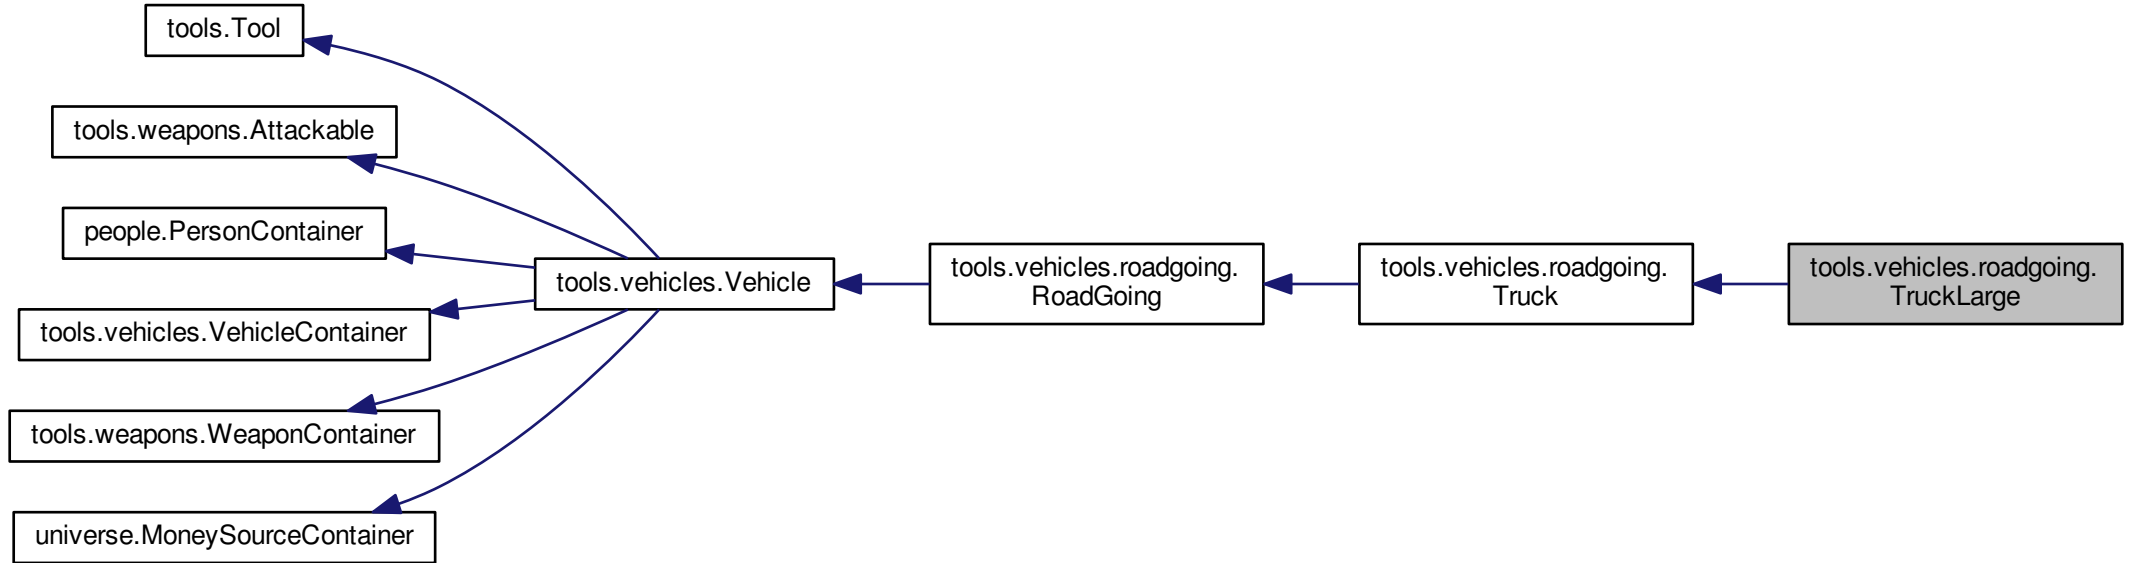 tools.Tool
tools.weapons.Attackable
people.PersonContainer
tools.vehicles.VehicleContainer
tools.weapons.WeaponContainer
universe.MoneySourceContainer
tools.vehicles.Vehicle
tools.vehicles.roadgoing.
RoadGoing
tools.vehicles.roadgoing.
Truck
tools.vehicles.roadgoing.
TruckLarge